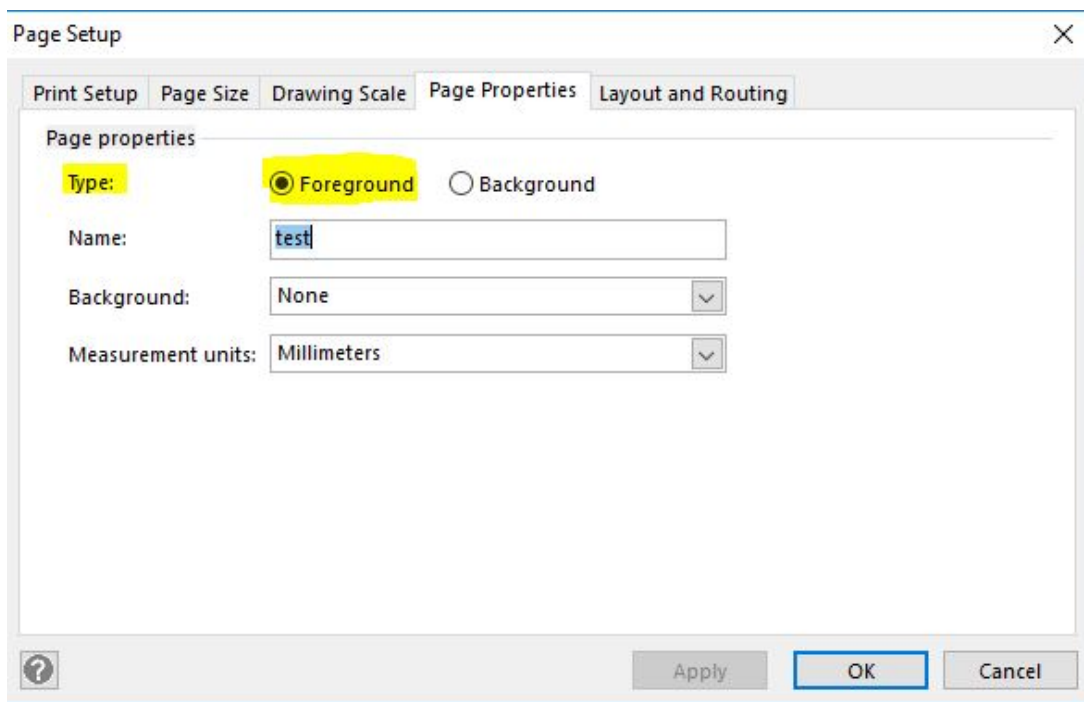 Page Setup
Print Setup Page Size Drawing Scale Page Properties Layout and Routing
Page properties
Type: Foreground Background
Name: test
Background: None
Measurement units: Millimeters
? Apply OK Cancel